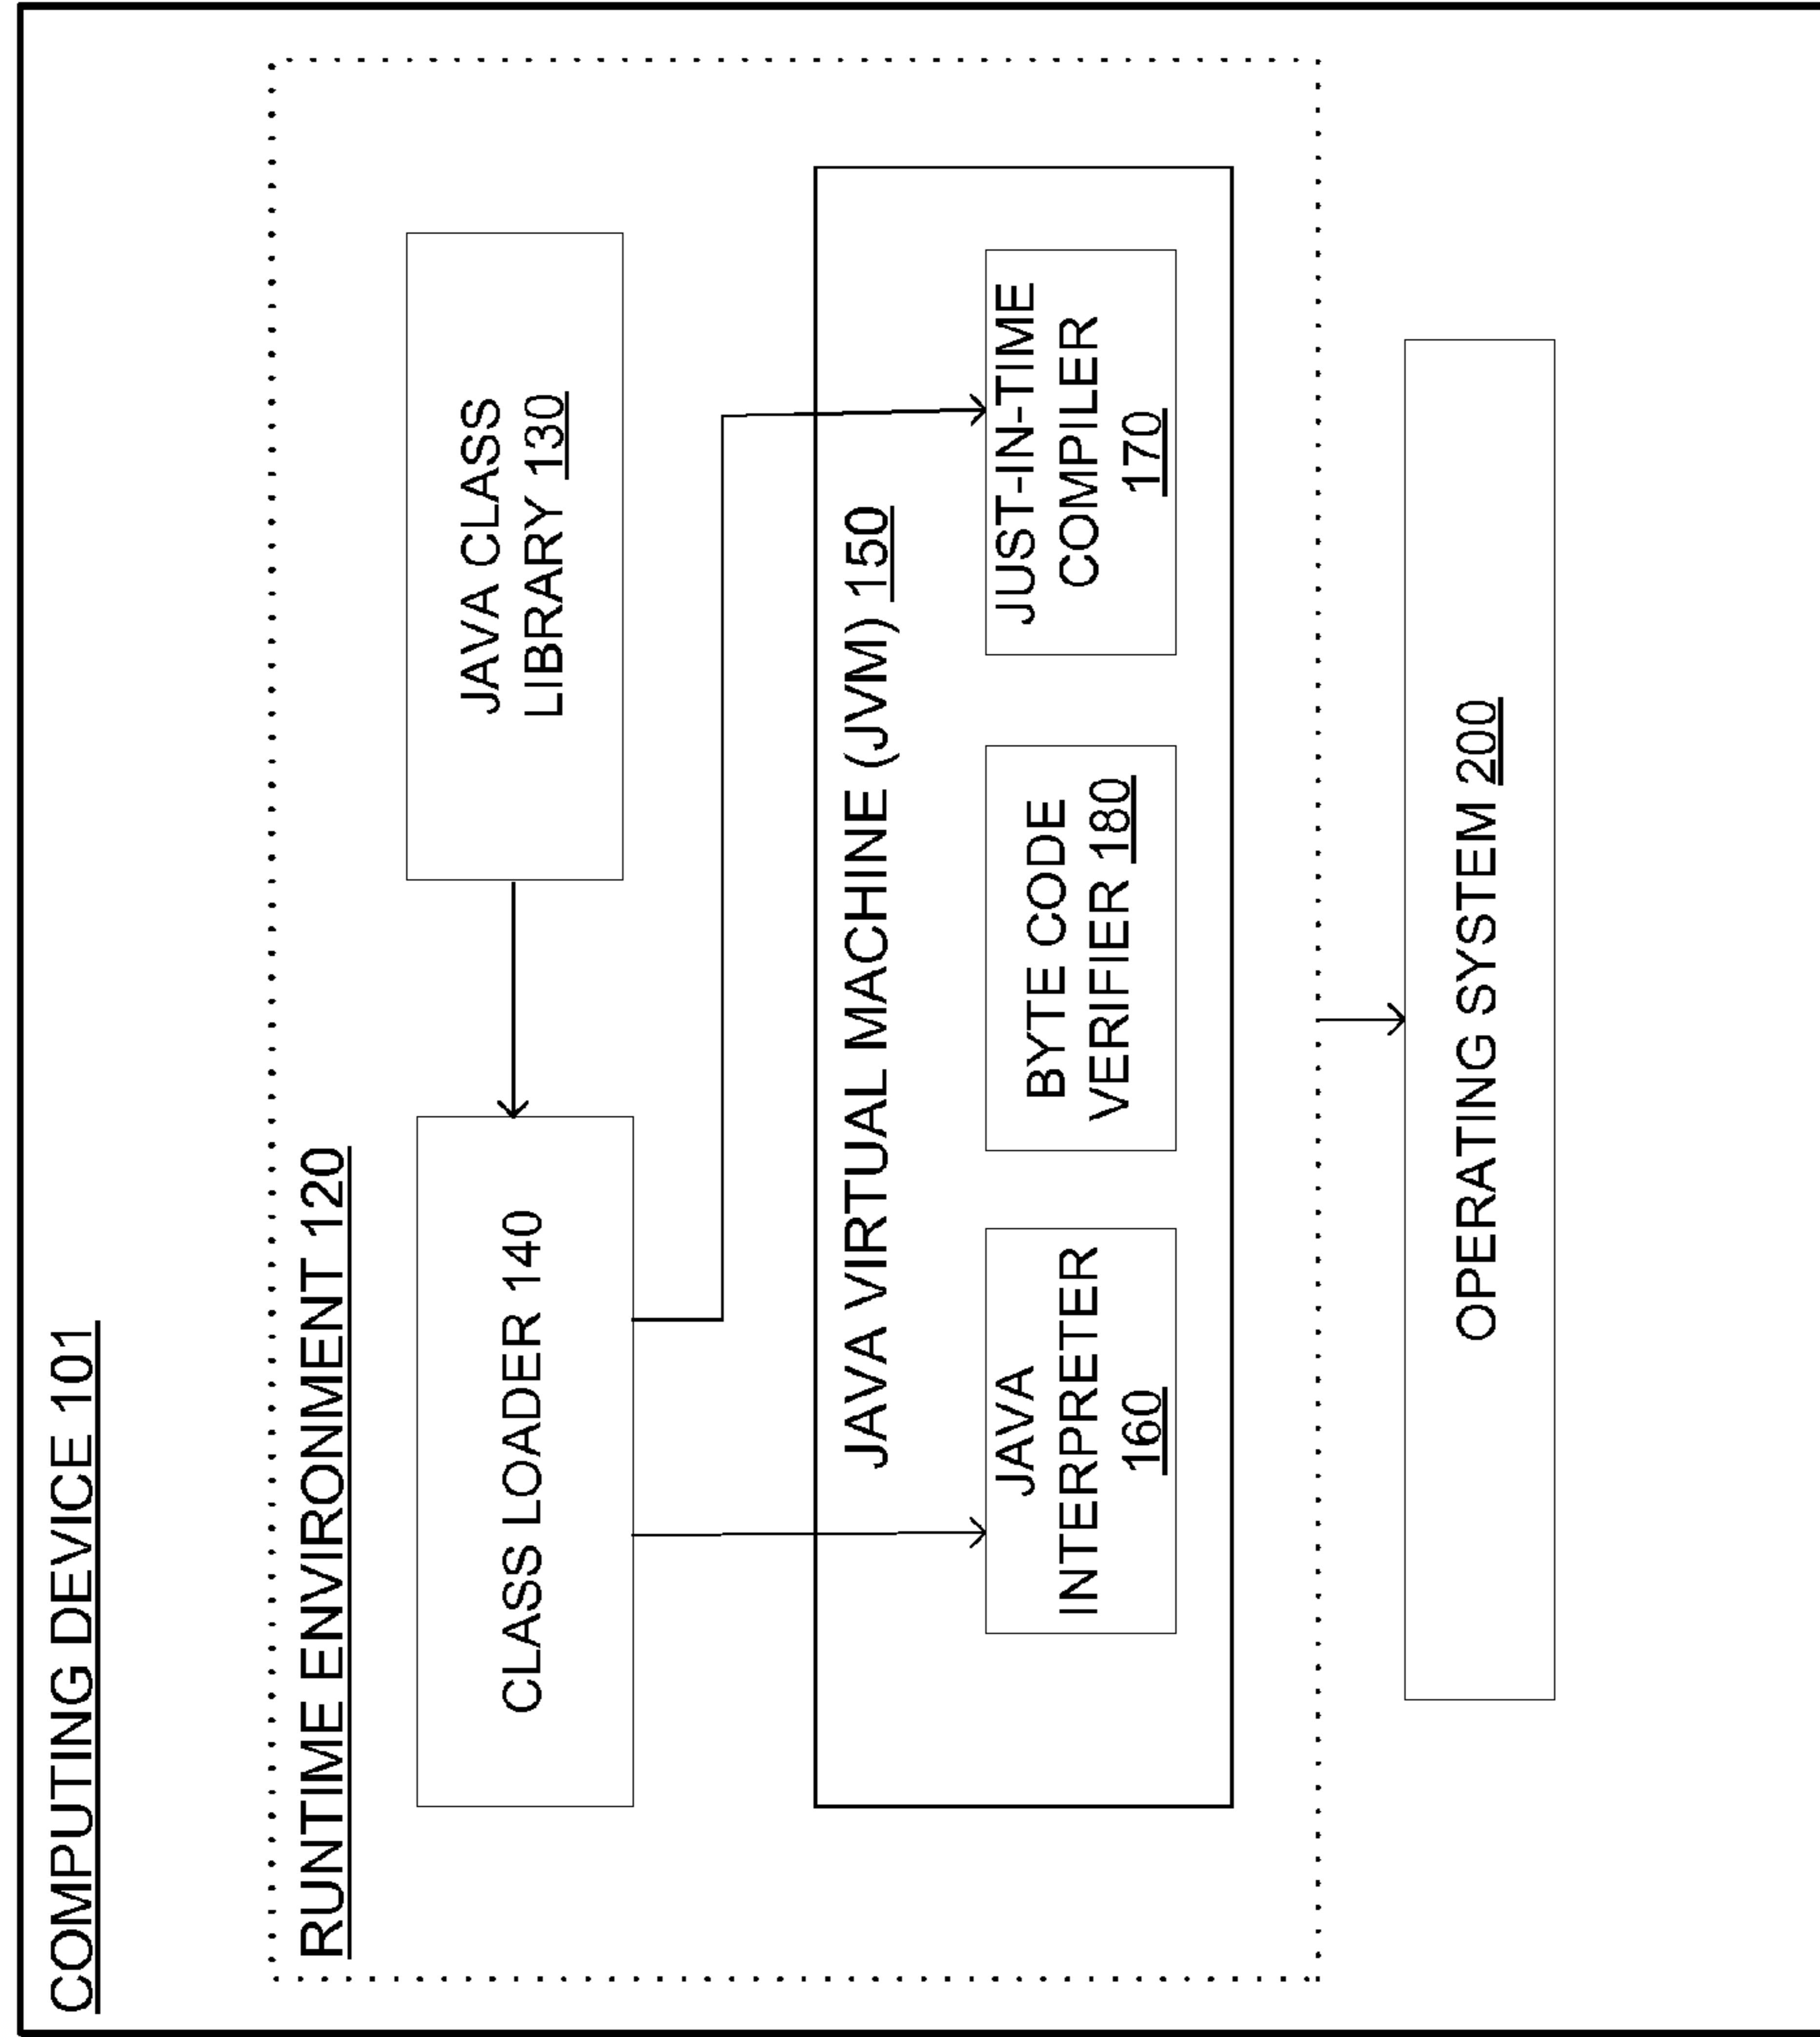 COMPUTING DEVICE 101
RUNTIME ENVIRONMENT 120
CLASS LOADER 140
JAVA CLASS
LIBRARY 130
JAVA VIRTUAL MACHINE (JVM) 150
JAVA
INTERPRETER
160
BYTE CODE
VERIFIER 180
JUST-IN-TIME
COMPILER
170
OPERATING SYSTEM 200